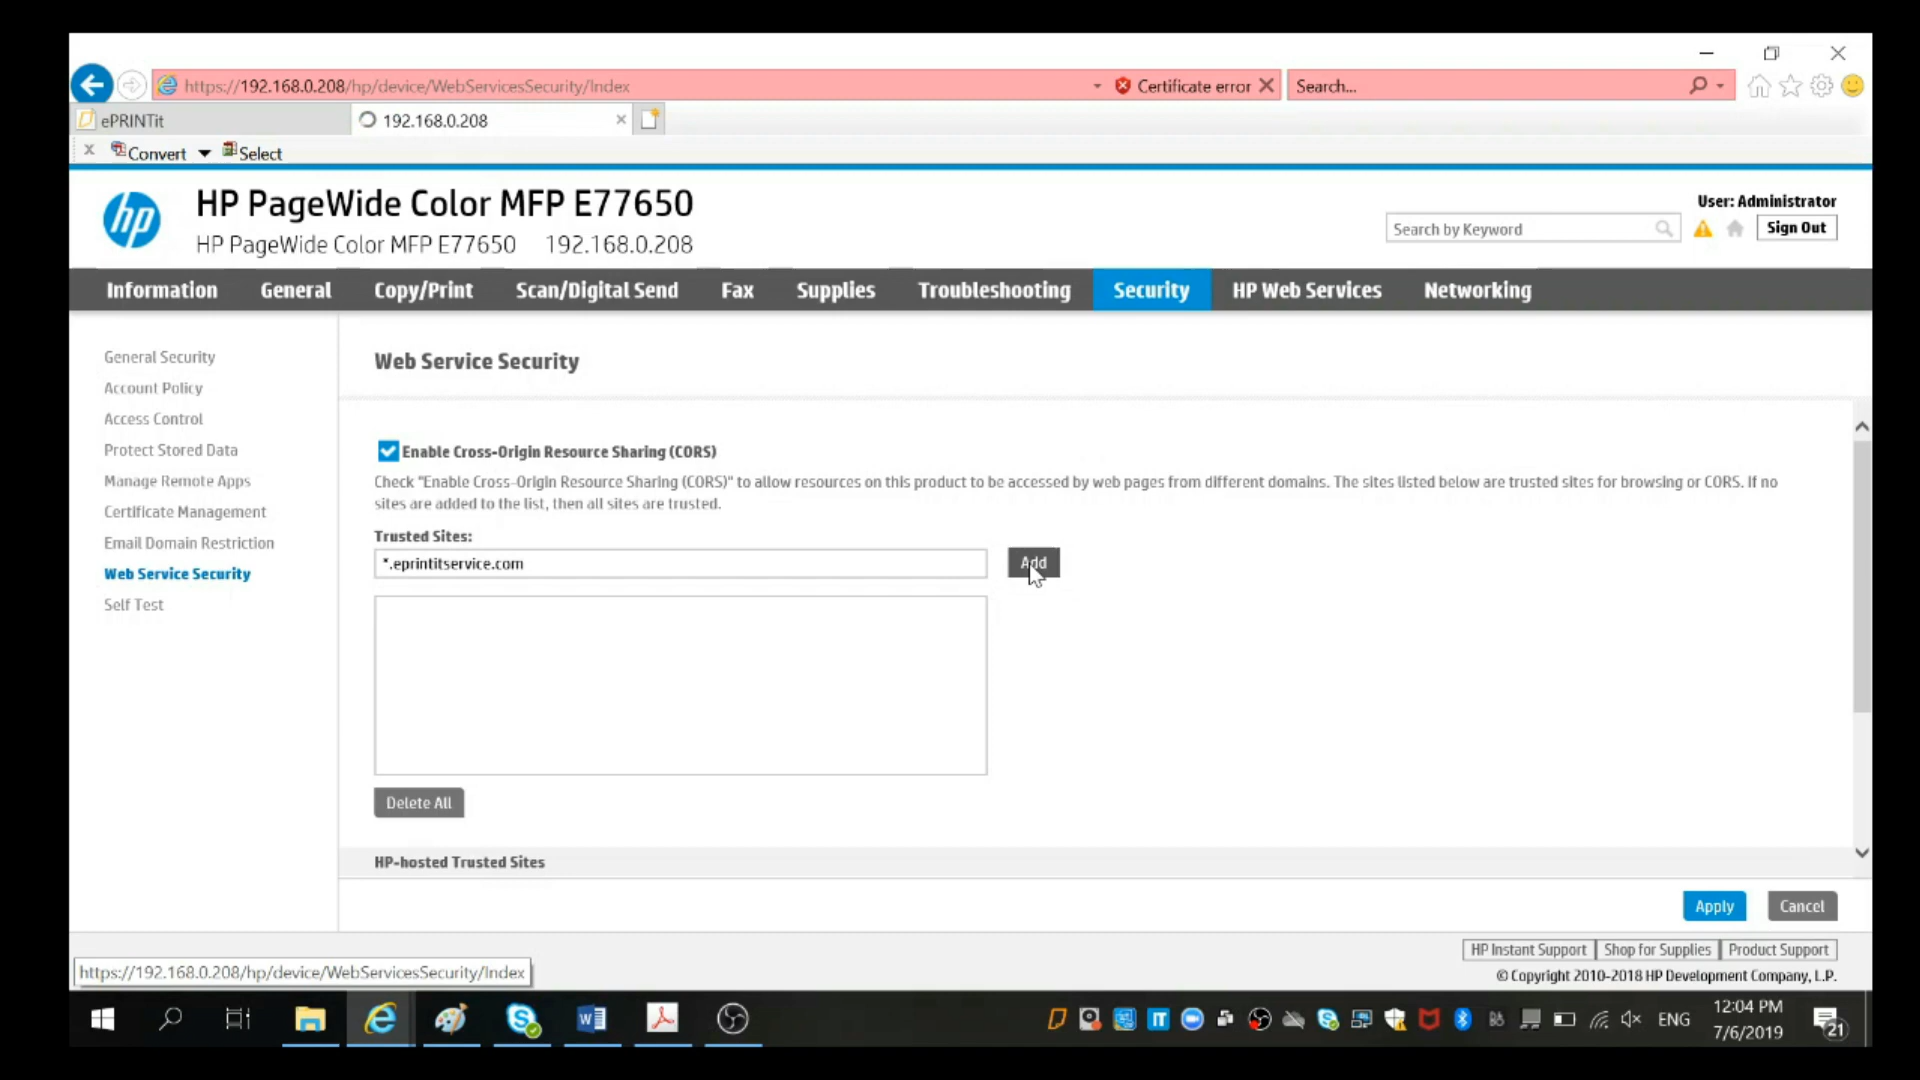 https://192.168.0.208/hp/device/WebServicesSecurity/Index
Certificate error
Search...
ePRINTit
192.168.0.208
Convert
Select
hp
HP PageWide Color MFP E77650
HP PageWide Color MFP E77650 192.168.0.208
User: Administrator
Search by Keyword
Sign Out
Information General Copy/Print Scan/Digital Send Fax Supplies Troubleshooting Security HP Web Services Networking
General Security
Account Policy
Access Control
Protect Stored Data
Manage Remote Apps
Certificate Management
Email Domain Restriction
Web Service Security
Self Test
Web Service Security
Enable Cross-Origin Resource Sharing (CORS)
Check "Enable Cross-Origin Resource Sharing (CORS)" to allow resources on this product to be accessed by web pages from different domains. The sites listed below are trusted sites for browsing or CORS. If no
sites are added to the list, then all sites are trusted.
Trusted Sites:
*.eprintitservice.com
Add
Delete All
HP-hosted Trusted Sites
Apply
Cancel
HP Instant Support
Shop for Supplies
Product Support
© Copyright 2010-2018 HP Development Company, L.P.
https://192.168.0.208/hp/device/WebServicesSecurity/Index
ENG
12:04 PM
7/6/2019
21